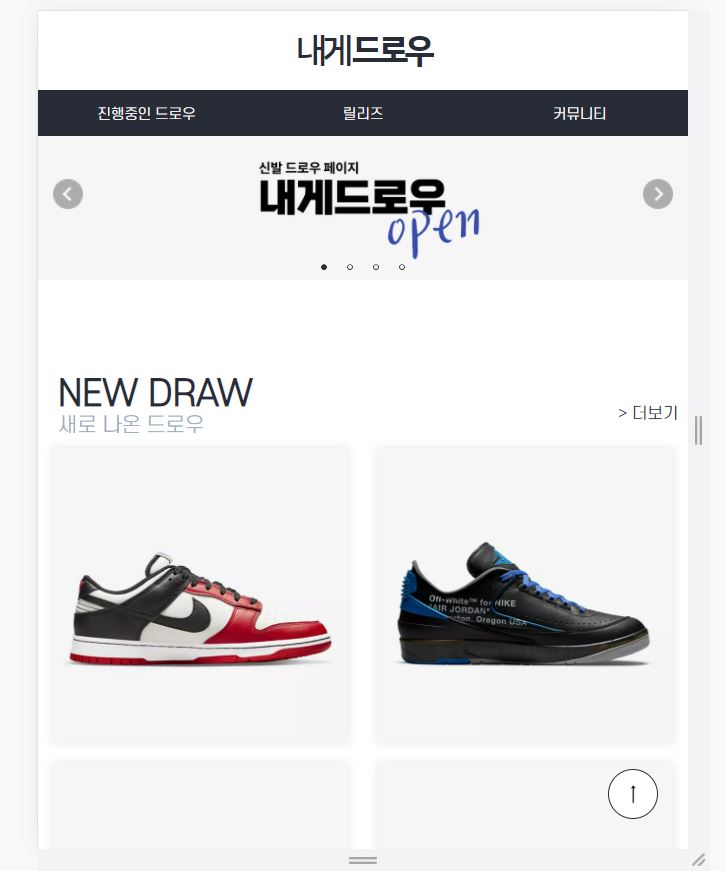 내게드로우
진행중인 드로우 릴리즈 커뮤니티
신발 드로우 페이지
내게드로우
open
NEW DRAW
새로 나온 드로우
> 더보기
Off-White™ for NIKE
"AIR JORDAN"
Oregon USA
↑